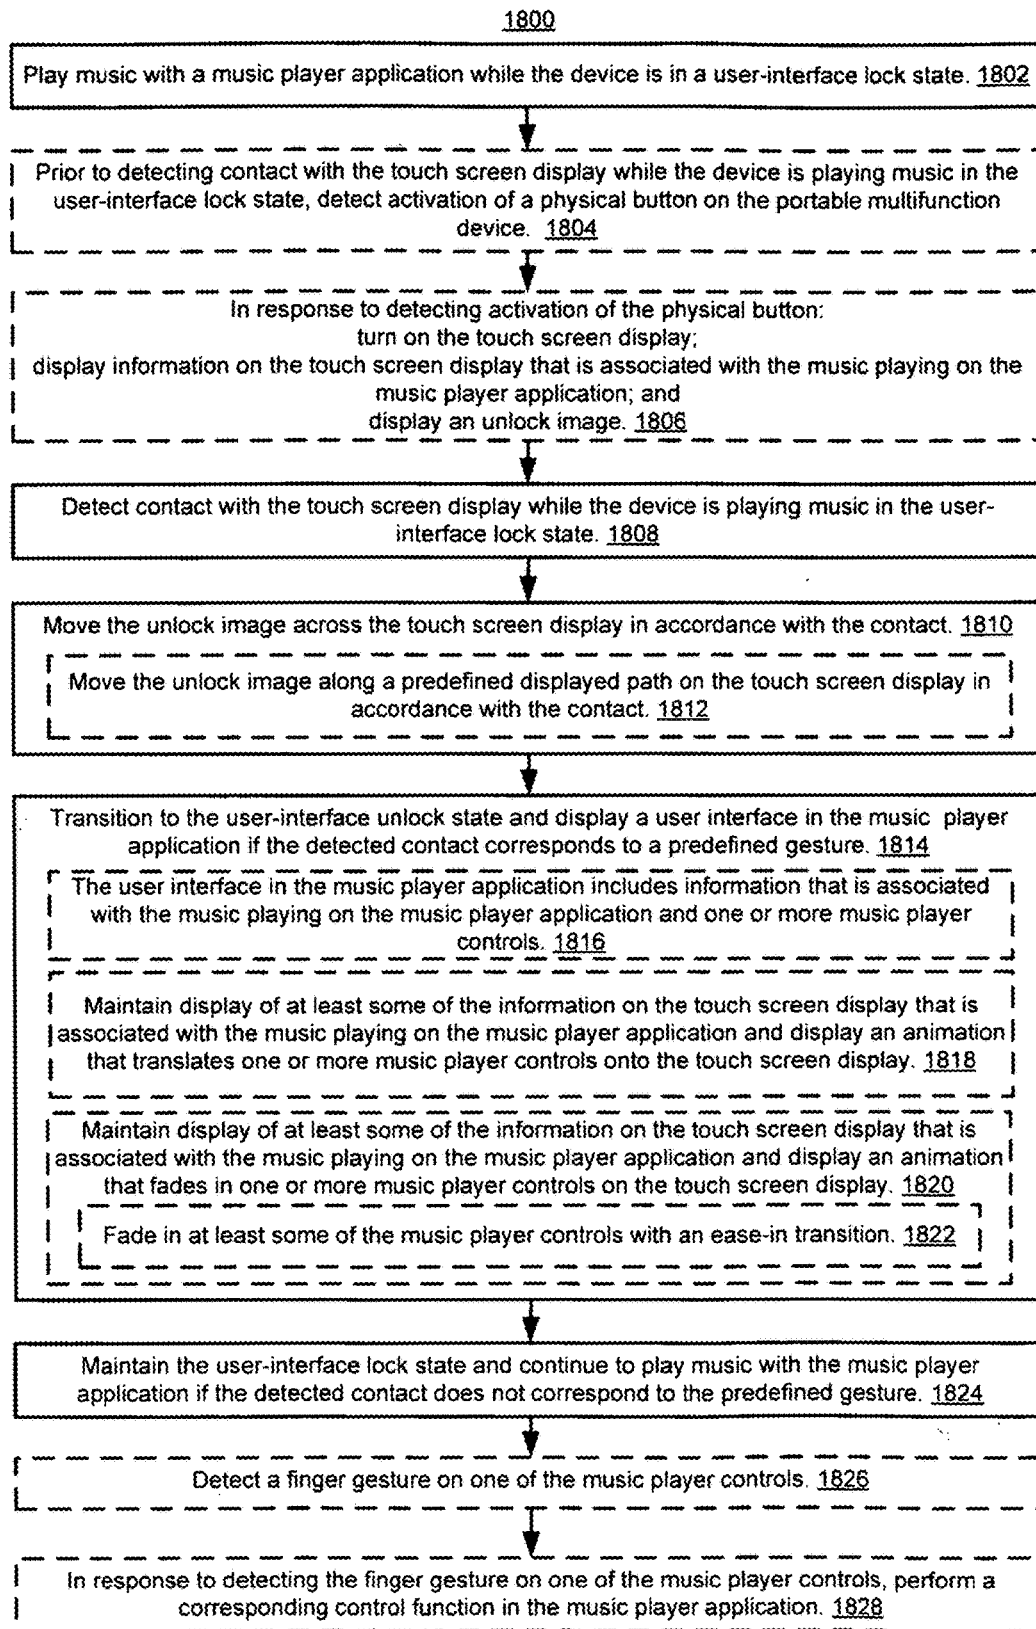 1800
Play music with a music player application while the device is in a user-interface lock state. 1802
Prior to detecting contact with the touch screen display while the device is playing music in the
user-interface lock state, detect activation of a physical button on the portable multifunction
device. 1804
In response to detecting activation of the physical button:
turn on the touch screen display;
display information on the touch screen display that is associated with the music playing on the
music player application; and
display an unlock image. 1806
Detect contact with the touch screen display while the device is playing music in the user-
interface lock state. 1808
Move the unlock image across the touch screen display in accordance with the contact. 1810
Move the unlock image along a predefined displayed path on the touch screen display in
accordance with the contact. 1812
Transition to the user-interface unlock state and display a user interface in the music player
application if the detected contact corresponds to a predefined gesture. 1814
The user interface in the music player application includes information that is associated
with the music playing on the music player application and one or more music player
controls. 1816
Maintain display of at least some of the information on the touch screen display that is
associated with the music playing on the music player application and display an animation
that translates one or more music player controls onto the touch screen display. 1818
Maintain display of at least some of the information on the touch screen display that is
associated with the music playing on the music player application and display an animation
that fades in one or more music player controls on the touch screen display. 1820
Fade in at least some of the music player controls with an ease-in transition. 1822
Maintain the user-interface lock state and continue to play music with the music player
application if the detected contact does not correspond to the predefined gesture. 1824
Detect a finger gesture on one of the music player controls. 1826
In response to detecting the finger gesture on one of the music player controls, perform a
corresponding control function in the music player application. 1828